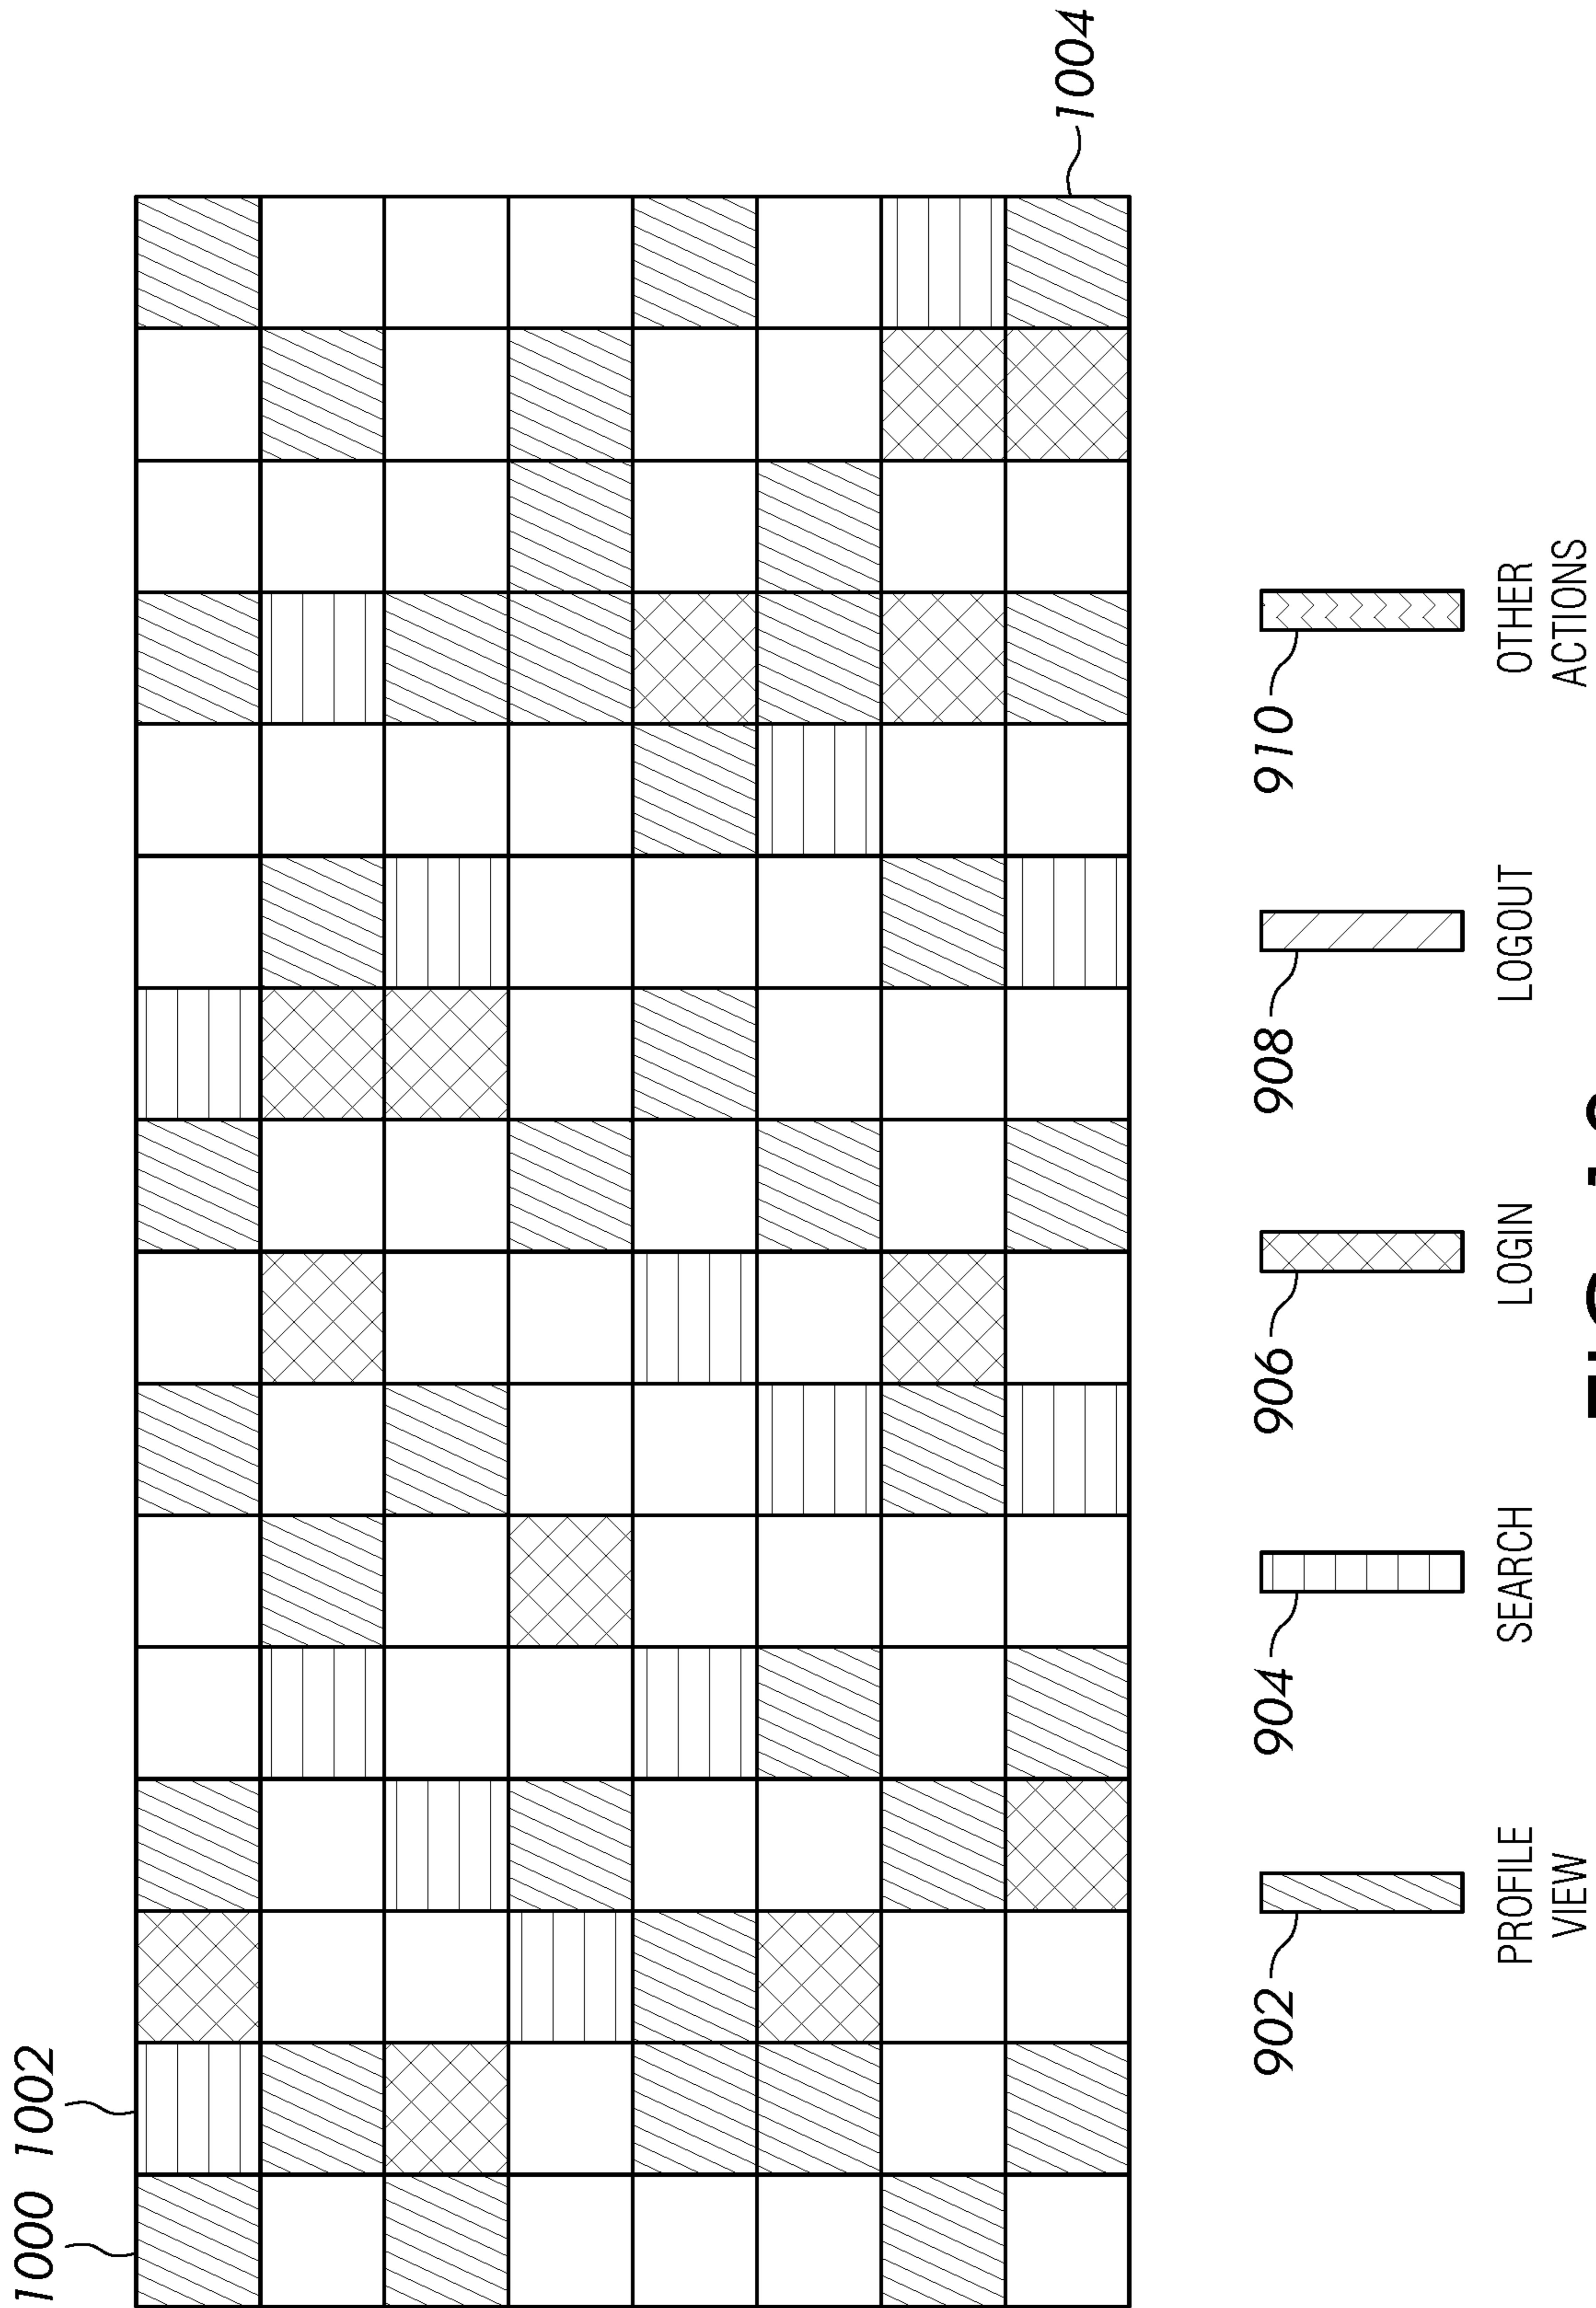 1000
1002
1004
902
904
906
908
910
PROFILE
VIEW
SEARCH
LOGIN
LOGOUT
OTHER
ACTIONS